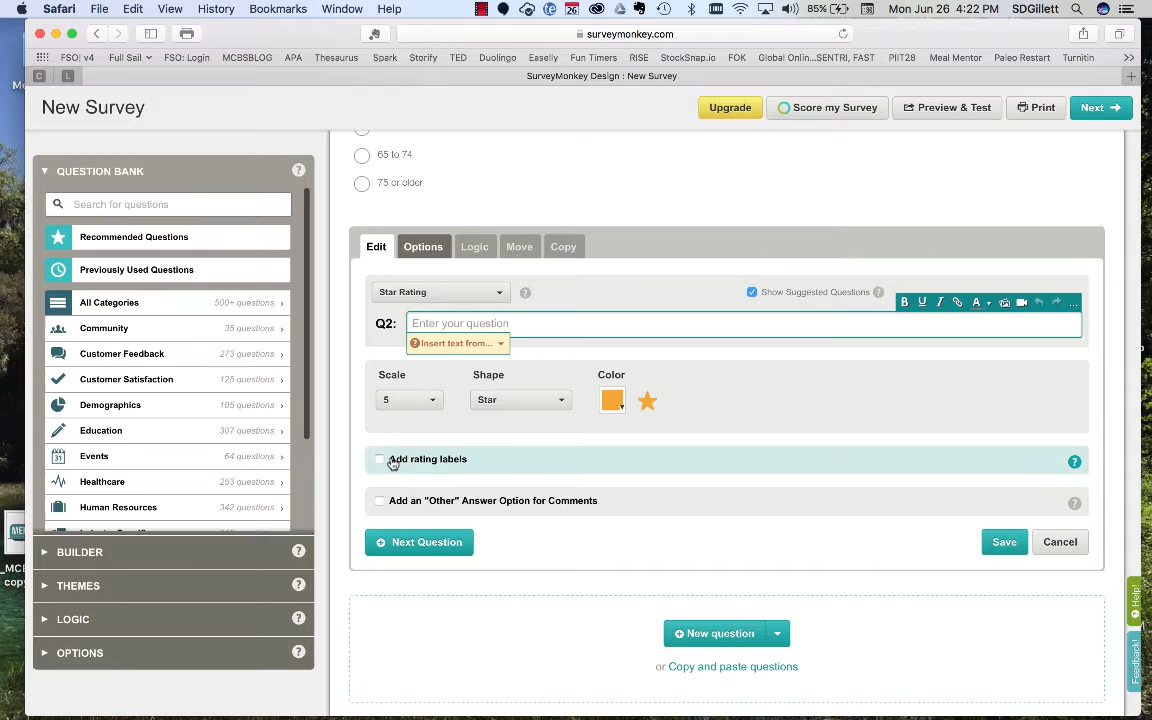 Safari File Edit View History Bookmarks Window Help 26 85% Mon Jun 26 4:22 PM SDGillett
surveymonkey.com
FSO| v4 Full Sail FSO: Login MCBSBLOG APA Thesaurus Spark Storify TED Duolingo Easelly Fun Timers RISE StockSnap.io FOK Global Onlin...SENTRI, FAST PIIT28 Meal Mentor Paleo Restart Turnitin
C L SurveyMonkey Design : New Survey
New Survey Upgrade Score my Survey Preview & Test Print Next
65 to 74
75 or older
QUESTION BANK
Search for questions
Recommended Questions
Previously Used Questions
All Categories 500+ questions
Community 35 questions
Customer Feedback 273 questions
Customer Satisfaction 125 questions
Demographics 105 questions
Education 307 questions
Events 64 questions
Healthcare 253 questions
Human Resources 342 questions
BUILDER
THEMES
LOGIC
OPTIONS
Edit Options Logic Move Copy
Star Rating Show Suggested Questions
B U I A ...
Q2: Enter your question
Insert text from...
Scale Shape Color
5 Star
Add rating labels
Add an "Other" Answer Option for Comments
Next Question Save Cancel
New question
or Copy and paste questions
Help!
Feedback!
_MCB
copy